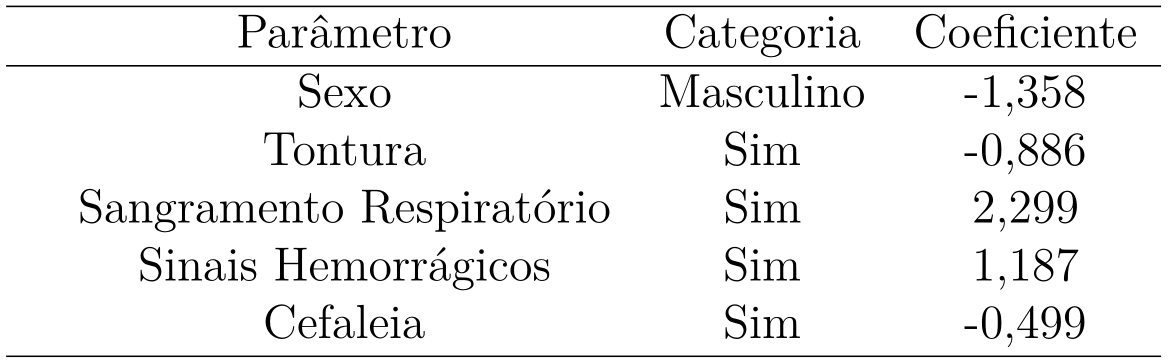 Parâmetro Categoria Coeficiente
Sexo Masculino -1,358
Tontura Sim -0,886
Sangramento Respiratório Sim 2,299
Sinais Hemorrágicos Sim 1,187
Cefaleia Sim -0,499